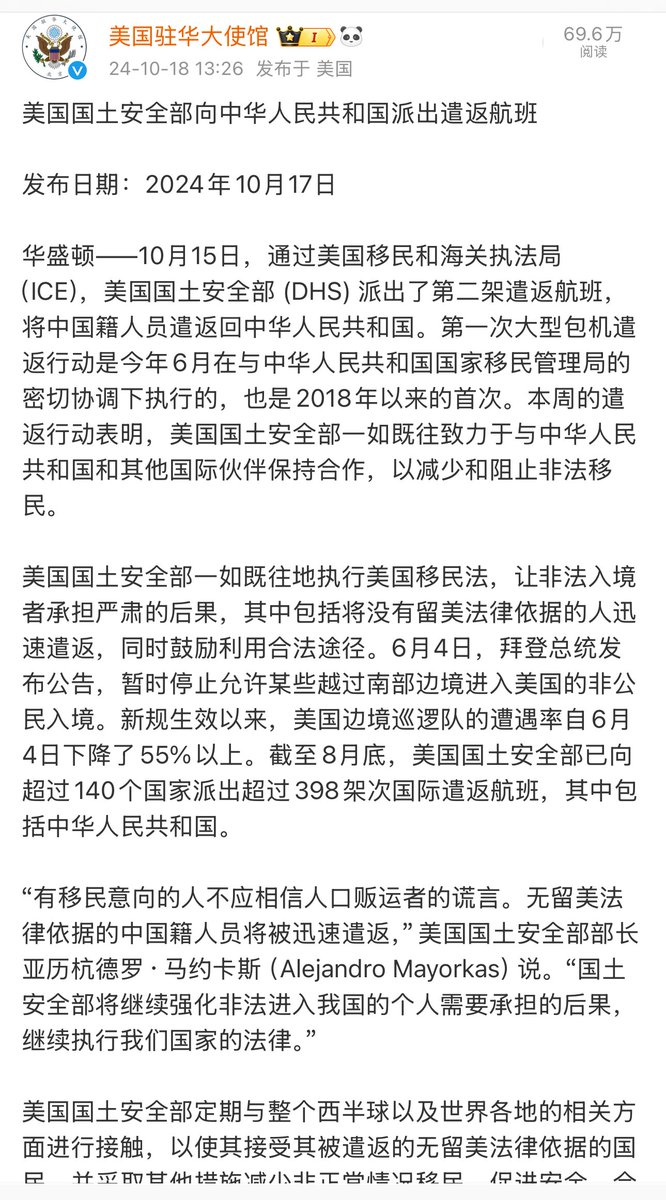 美国驻华大使馆
I
69.6万
阅读
24-10-18 13:26 发布于 美国
美国国土安全部向中华人民共和国派出遣返航班
发布日期：2024年10月17日
华盛顿——10月15日，通过美国移民和海关执法局
(ICE)，美国国土安全部 (DHS) 派出了第二架遣返航班，
将中国籍人员遣返回中华人民共和国。第一次大型包机遣
返行动是今年6月在与中华人民共和国国家移民管理局的
密切协调下执行的，也是2018年以来的首次。本周的遣
返行动表明，美国国土安全部一如既往致力于与中华人民
共和国和其他国际伙伴保持合作，以减少和阻止非法移
民。
美国国土安全部一如既往地执行美国移民法，让非法入境
者承担严肃的后果，其中包括将没有留美法律依据的人迅
速遣返，同时鼓励利用合法途径。6月4日，拜登总统发
布公告，暂时停止允许某些越过南部边境进入美国的非公
民入境。新规生效以来，美国边境巡逻队的遭遇率自6月
4日下降了55%以上。截至8月底，美国国土安全部已向
超过140个国家派出超过398架次国际遣返航班，其中包
括中华人民共和国。
“有移民意向的人不应相信人口贩运者的谎言。无留美法
律依据的中国籍人员将被迅速遣返，”美国国土安全部部长
亚历杭德罗·马约卡斯（Alejandro Mayorkas）说。“国土
安全部将继续强化非法进入我国的个人需要承担的后果，
继续执行我们国家的法律。”
美国国土安全部定期与整个西半球以及世界各地的相关方
面进行接触，以使其接受其被遣返的无留美法律依据的国
民，并采取其他措施减少非正常情况移民，促进安全、合